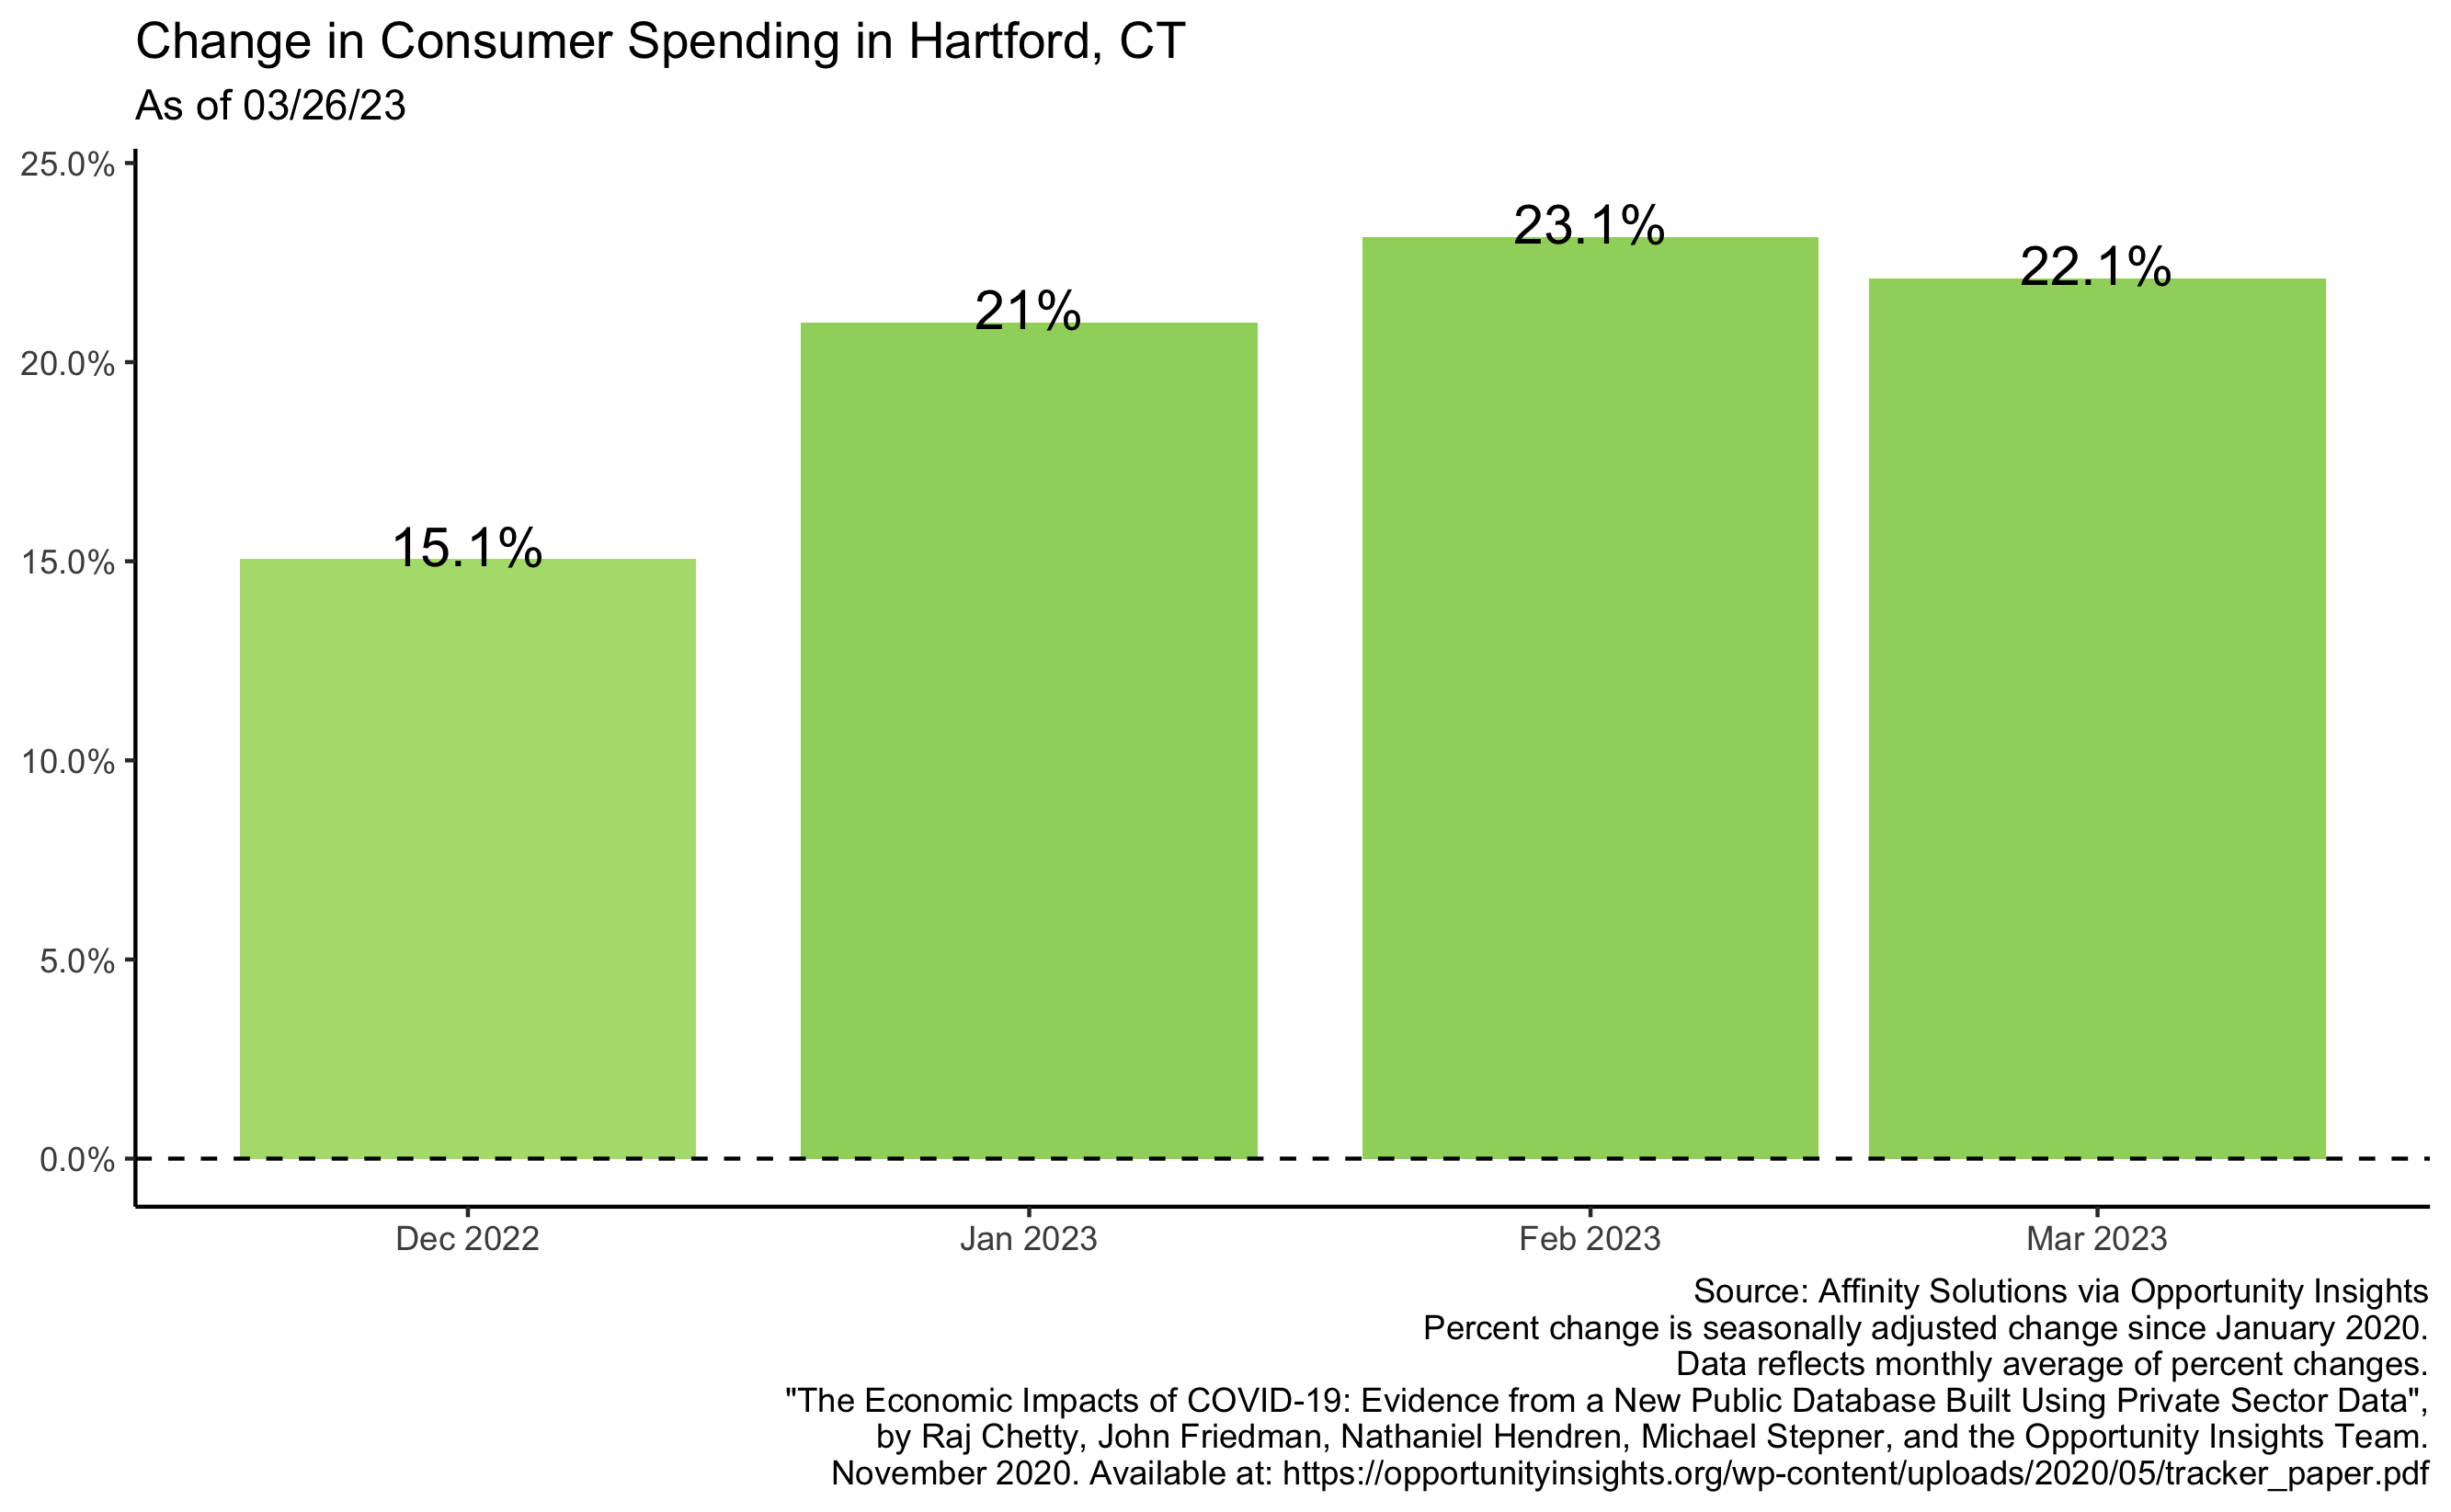 Change in Consumer Spending in Hartford, CT
As of 03/26/23
25.0%
20.0%
15.0%
10.0%
5.0%
0.0%
15.1%
21%
23.1%
22.1%
Dec 2022
Jan 2023
Feb 2023
Mar 2023
Source: Affinity Solutions via Opportunity Insights
Percent change is seasonally adjusted change since January 2020.
Data reflects monthly average of percent changes.
"The Economic Impacts of COVID-19: Evidence from a New Public Database Built Using Private Sector Data",
by Raj Chetty, John Friedman, Nathaniel Hendren, Michael Stepner, and the Opportunity Insights Team.
November 2020. Available at: https://opportunityinsights.org/wp-content/uploads/2020/05/tracker_paper.pdf